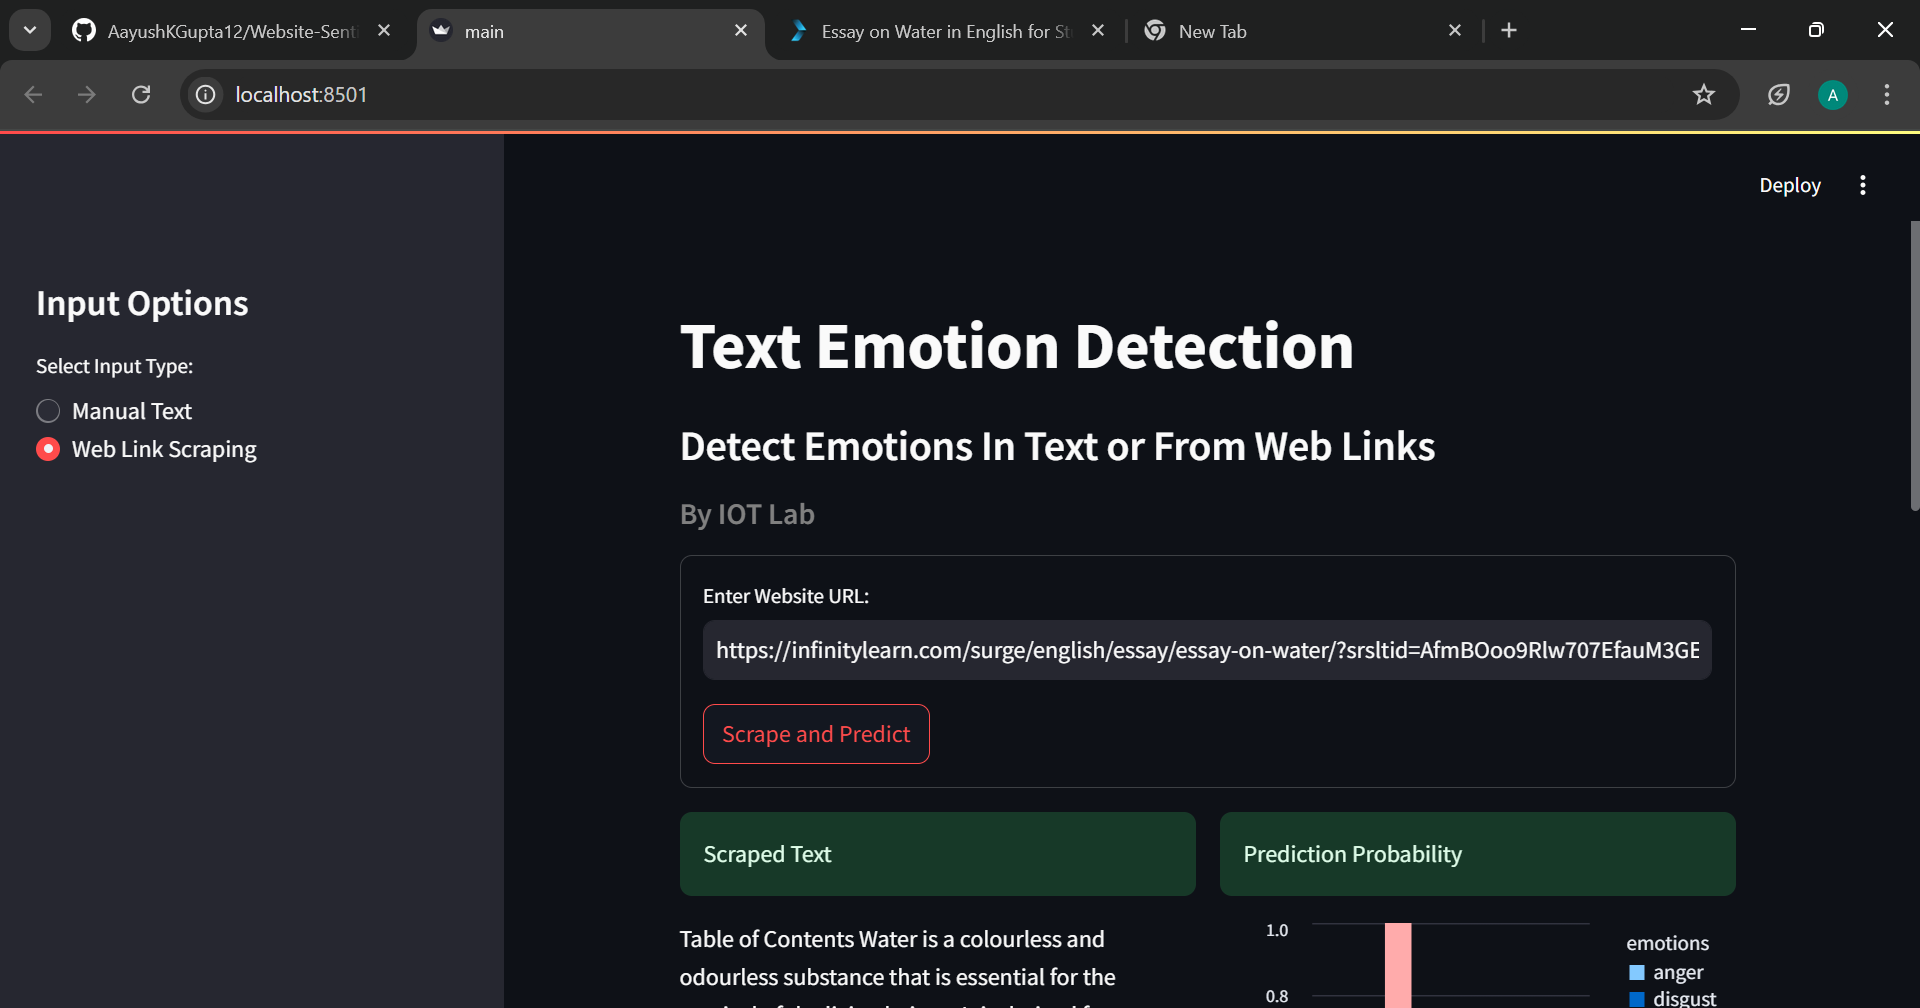 AayushKGupta12/Website-Senti
main
Essay on Water in English for St
New Tab
localhost:8501
A
Deploy
Input Options
Select Input Type:
Manual Text
Web Link Scraping
Text Emotion Detection
Detect Emotions In Text or From Web Links
By IOT Lab
Enter Website URL:
https://infinitylearn.com/surge/english/essay/essay-on-water/?srsltid=AfmBOoo9Rlw707EfauM3GE
Scrape and Predict
Scraped Text
Prediction Probability
Table of Contents Water is a colourless and
odourless substance that is essential for the
1.0
0.8
emotions
anger
disgust